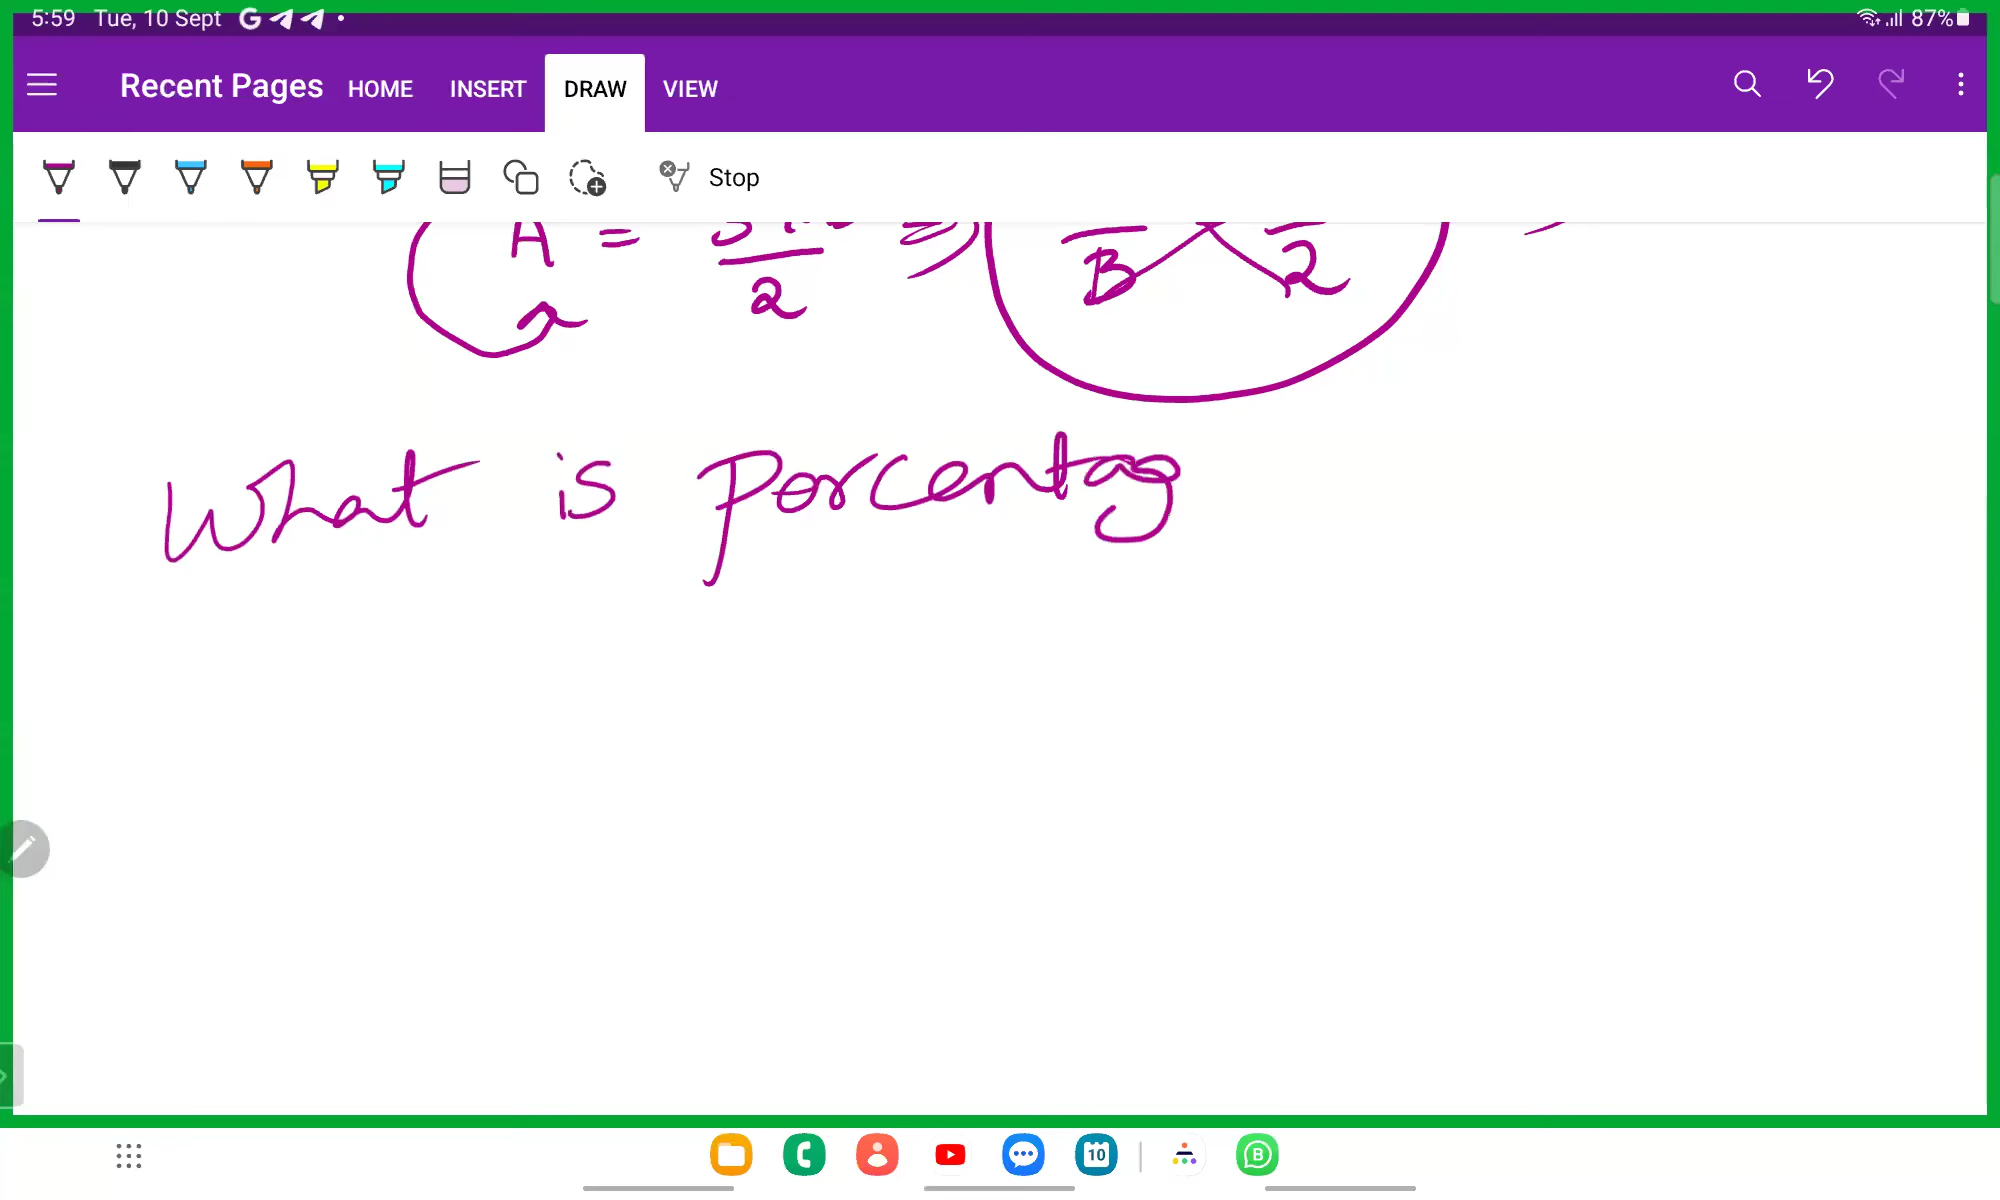 5:59 Tue, 10 Sept G 87%
Recent Pages HOME INSERT DRAW VIEW
Stop
A =
B 2
2
2
What is Percentag
10
B